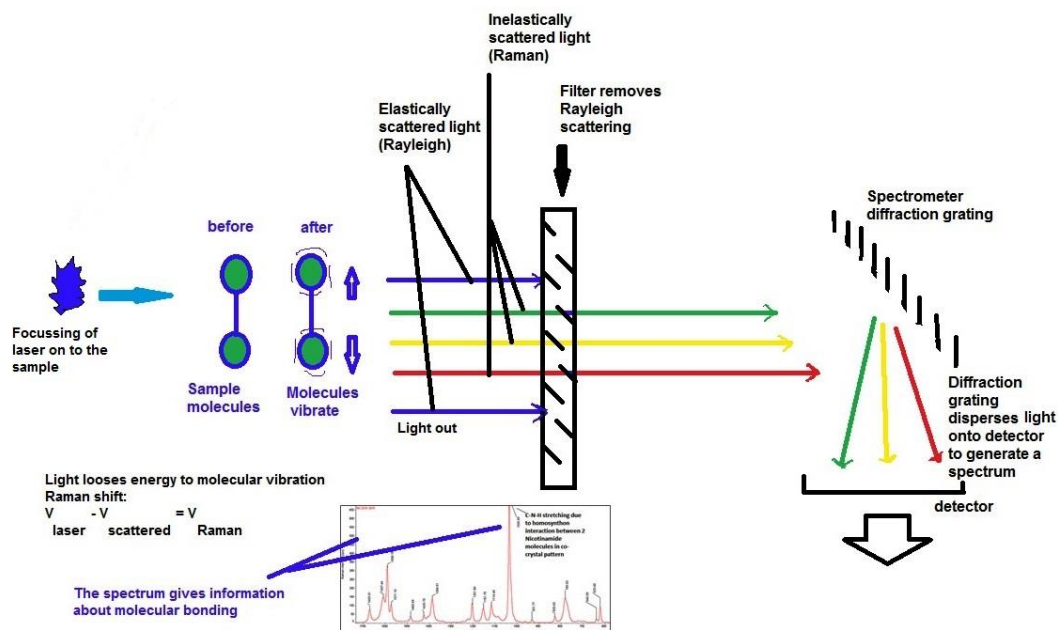 Inelastically
scattered light
(Raman)
Elastically
scattered light
(Rayleigh)
Filter removes
Rayleigh
scattering
Spectrometer
diffraction grating
before
after
Focussing of
laser on to the
sample
Sample
molecules
Molecules
vibrate
Light out
Diffraction
grating
disperses light
onto detector
to generate a
spectrum
detector
Light looses energy to molecular vibration
Raman shift:
V - V = V
laser scattered Raman
The spectrum gives information
about molecular bonding
C-N-H stretching due
to homosynthon
interaction between 2
Nicotinamide
molecules in co-
crystal pattern